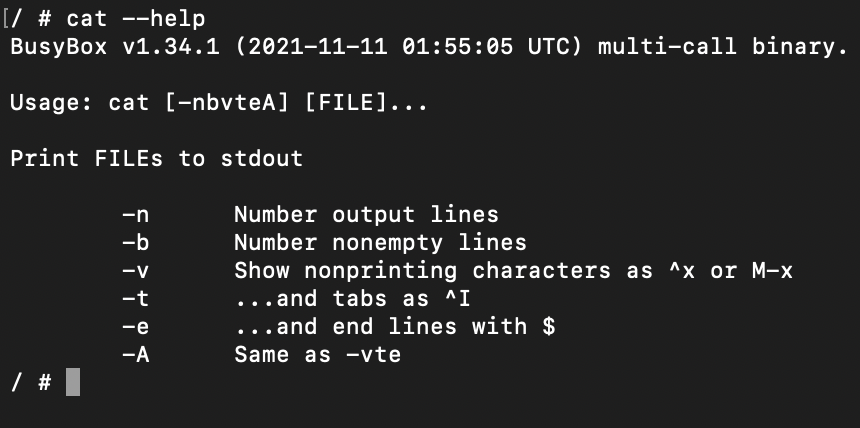 [/ # cat --help
BusyBox v1.34.1 (2021-11-11 01:55:05 UTC) multi-call binary.
Usage: cat [-nbvteA] [FILE]...
Print FILEs to stdout
-n Number output lines
-b Number nonempty lines
-v Show nonprinting characters as ^x or M-x
-t ...and tabs as ^I
-e ...and end lines with $
-A Same as -vte
/ #